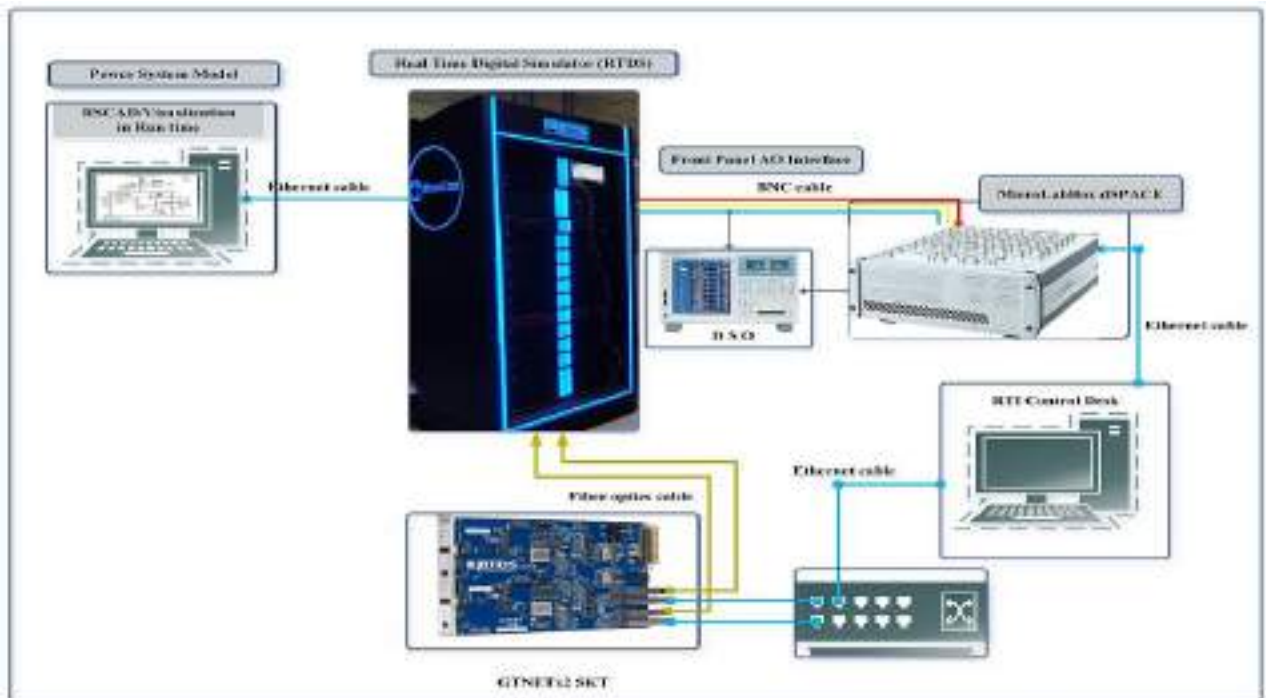 Power System Model
Real Time Digital Simulator (RTDS)
RSCAD/Visualization
in Run time
Ethernet cable
Front Panel AO Interface
BNC cable
MicroLabBox dSPACE
DSO
Ethernet cable
RTI Control Desk
Ethernet cable
Fiber optics cable
GTNETx2 SKT